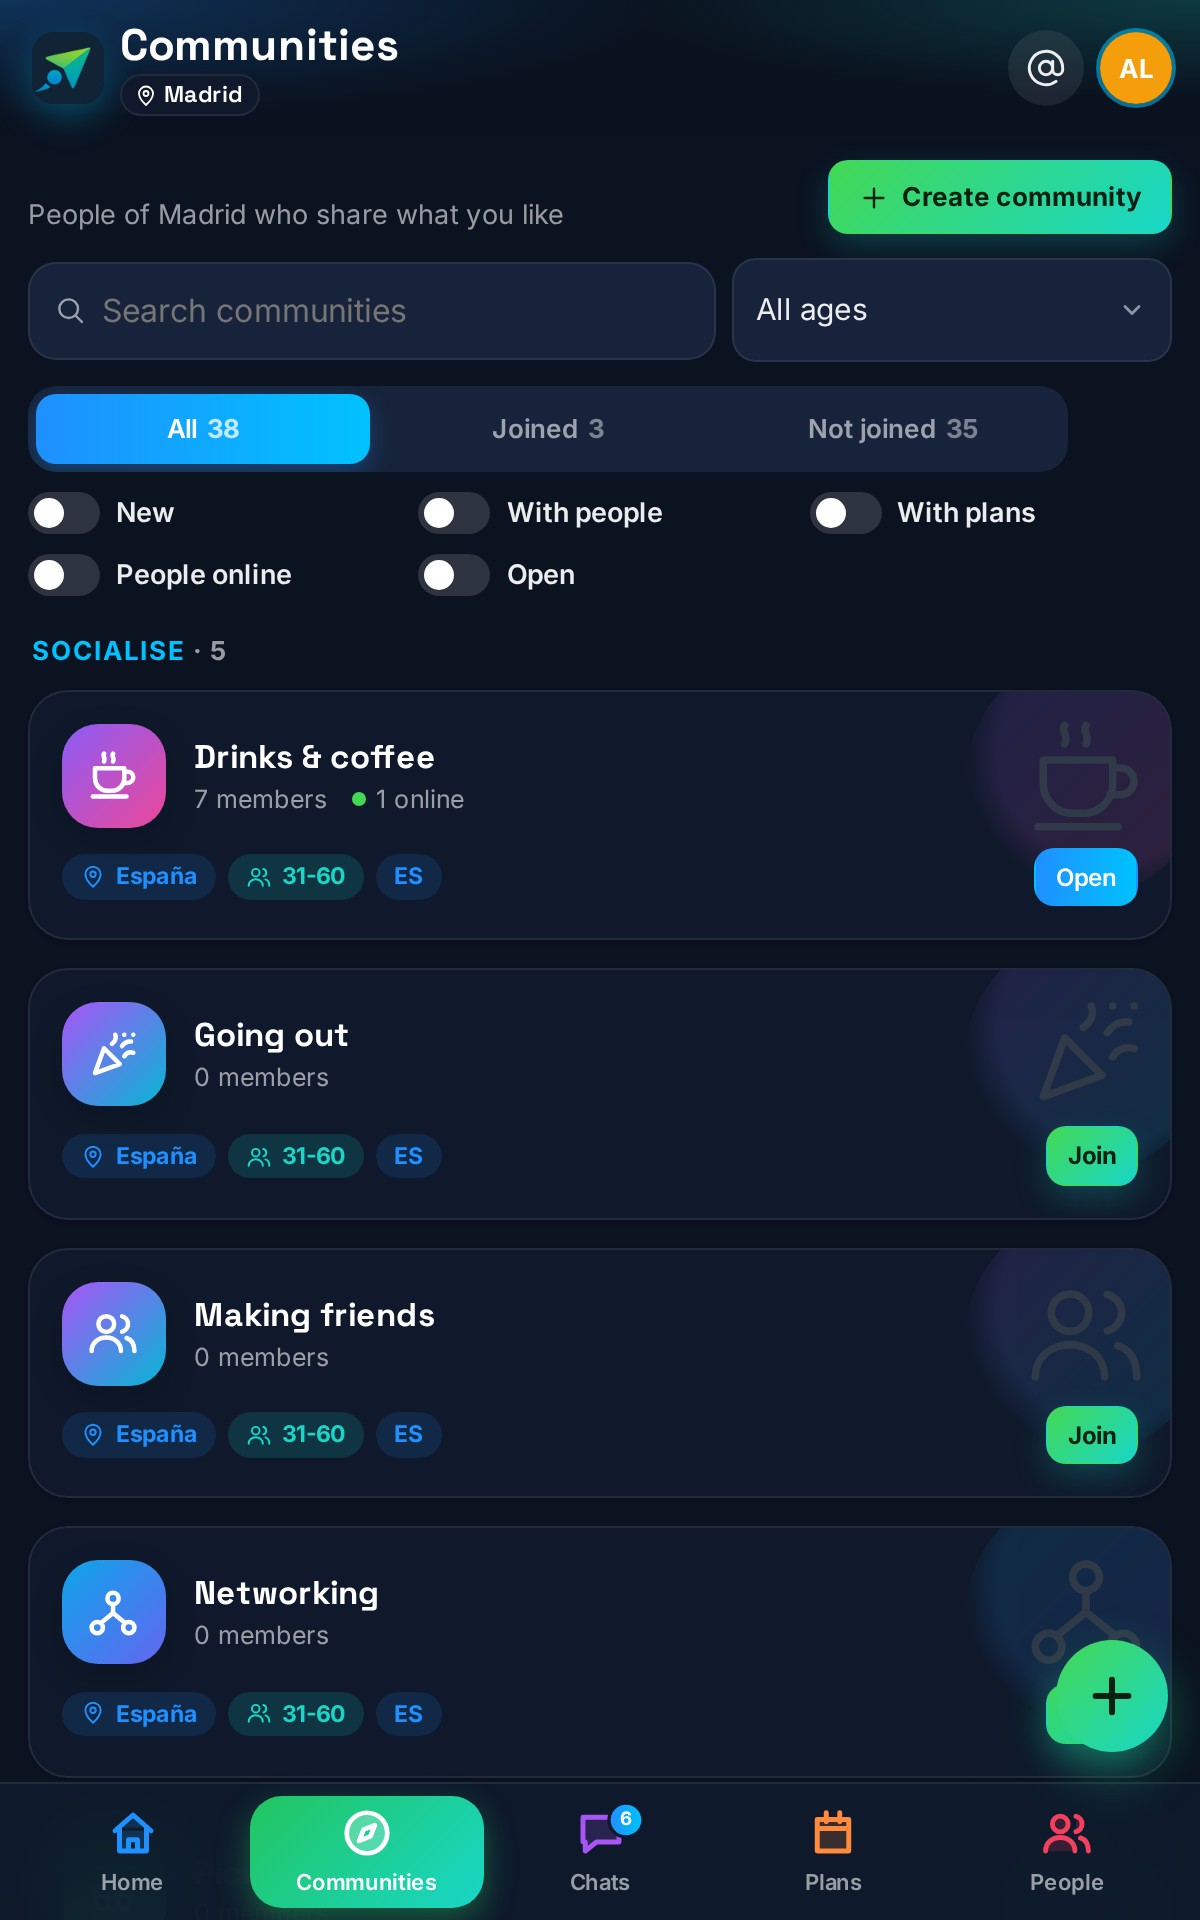 Communities
Madrid
@
AL
People of Madrid who share what you like
Create community
Search communities
All ages
All 38
Joined 3
Not joined 35
New
With people
With plans
People online
Open
SOCIALISE · 5
Drinks & coffee
7 members
1 online
España
31-60
ES
Open
Going out
0 members
España
31-60
ES
Join
Making friends
0 members
España
31-60
ES
Join
Networking
0 members
España
31-60
ES
6
Home
Communities
Chats
Plans
People